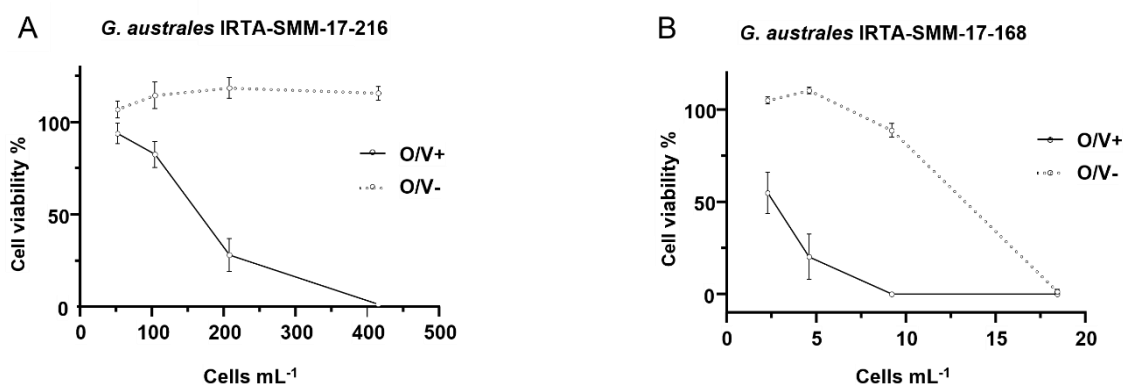 A
G. australes IRTA-SMM-17-216
Cell viability %
100
50
0
0 100 200 300 400 500
Cells mL-1
O/V+
O/V-
B
G. australes IRTA-SMM-17-168
Cell viability %
100
50
0
0 5 10 15 20
Cells mL-1
O/V+
O/V-